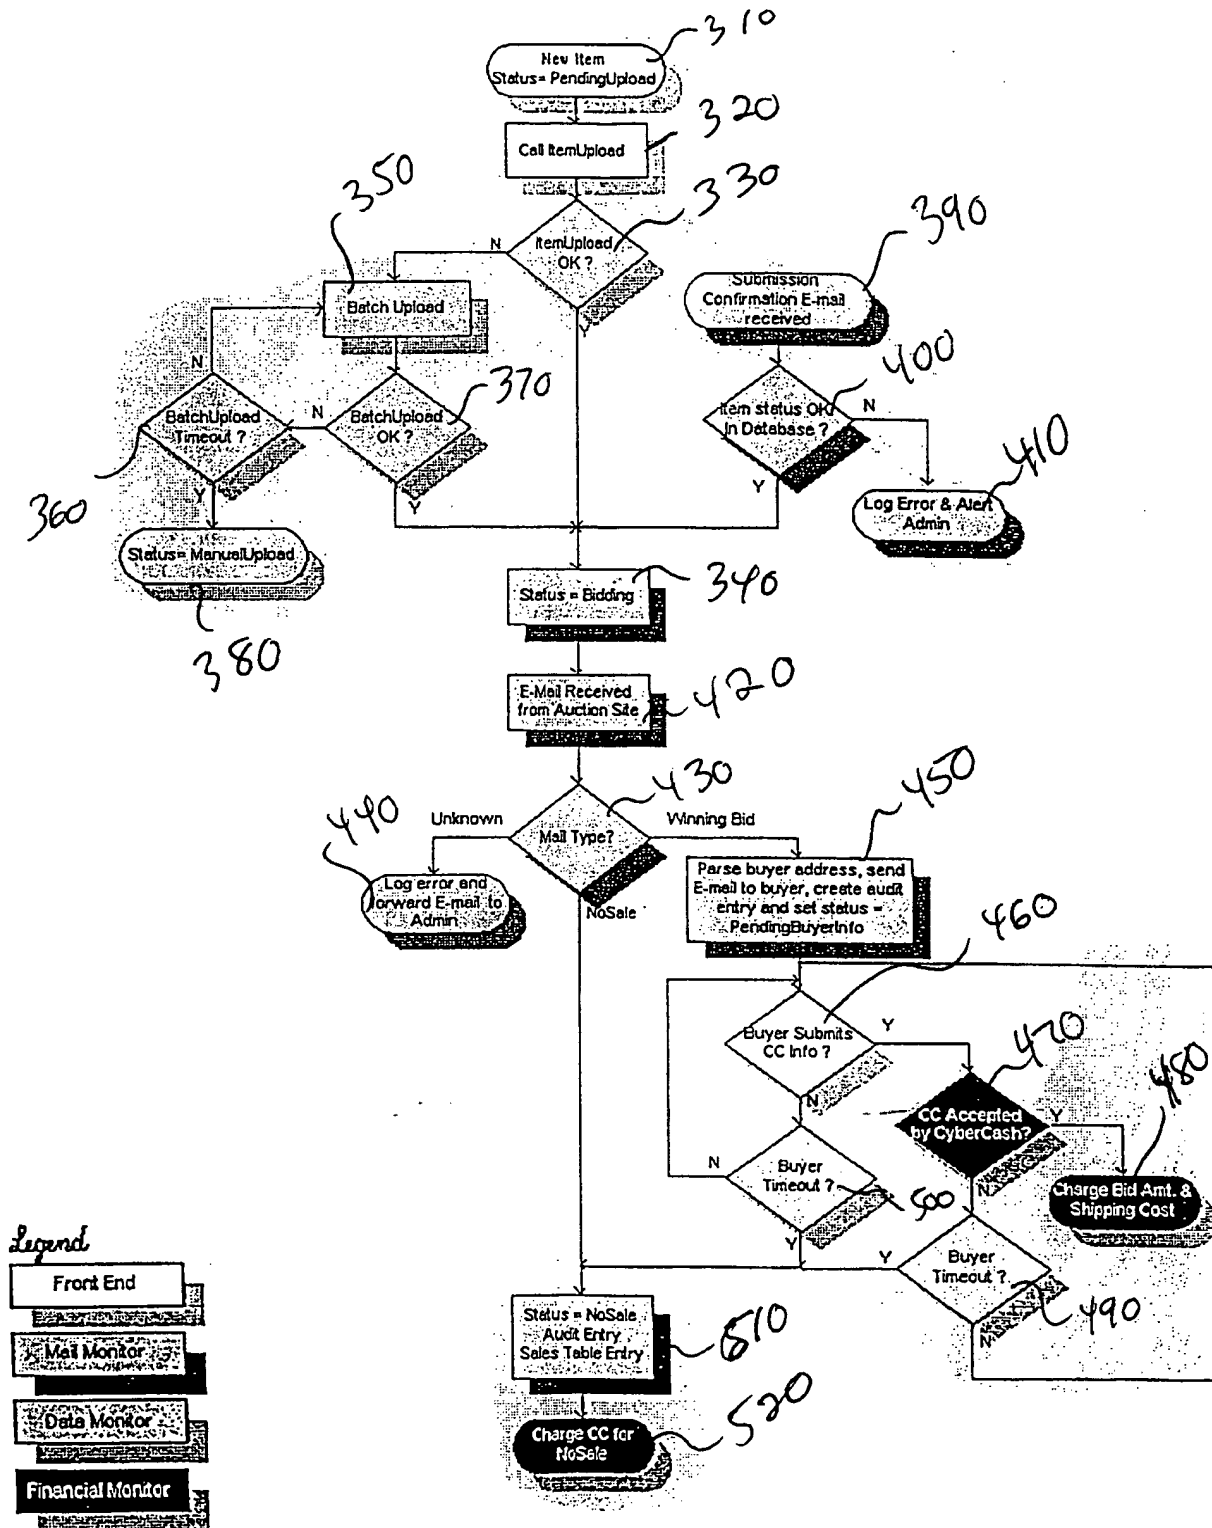 310
New Item
Status= PendingUpload
320
Call ItemUpload
350
330
390
N
ItemUpload
OK ?
Submission
Confirmation E-mail
received
Batch Upload
Y
400
N
370
BatchUpload
Timeout ?
N
BatchUpload
OK ?
Item status OK
in Database ?
N
410
360
Y
Y
Y
Log Error & Alert
Admin
Status= ManualUpload
340
Status = Bidding
380
420
E-Mail Received
from Auction Site
430
450
440
Unknown
Mail Type?
Winning Bid
Log error and
forward E-mail to
Admin
NoSale
Parse buyer address, send
E-mail to buyer, create audit
entry and set status =
PendingBuyerInfo
460
Buyer Submits
CC Info ?
Y
470
480
N
CC Accepted
by CyberCash?
Y
N
Buyer
Timeout ?
500
N
Charge Bid Amt. &
Shipping Cost
Y
Y
Buyer
Timeout ?
490
N
Legend
Front End
Mail Monitor
Data Monitor
Financial Monitor
Status = NoSale
Audit Entry
Sales Table Entry
510
520
Charge CC for
NoSale